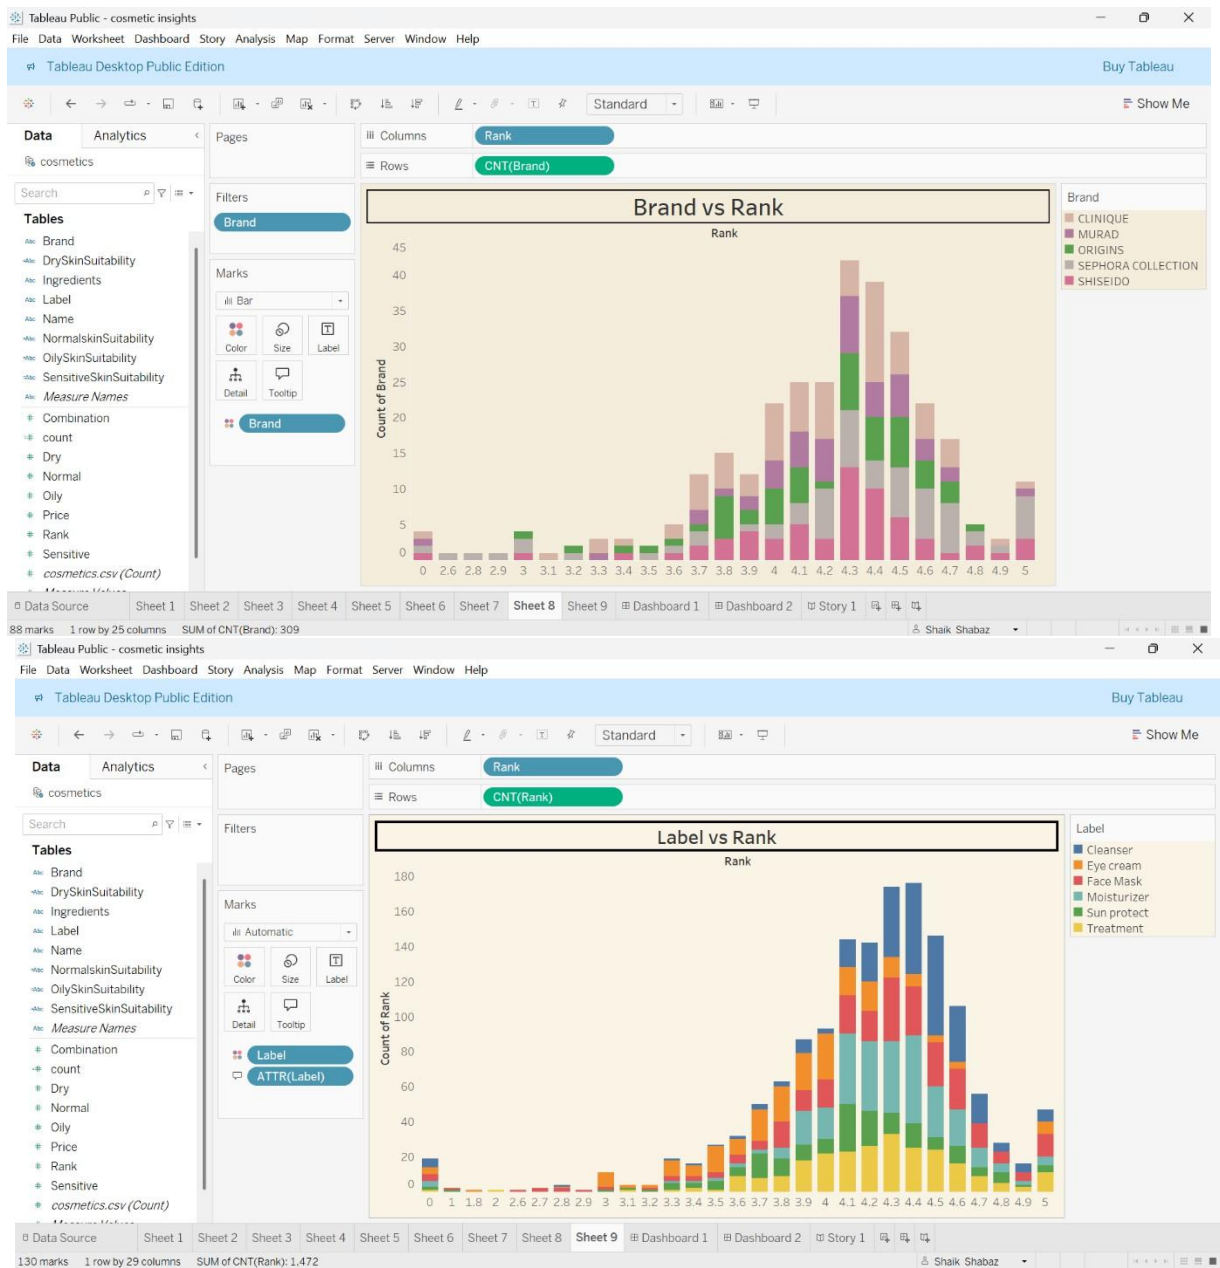 Tableau Public - cosmetic insights
File Data Worksheet Dashboard Story Analysis Map Format Server Window Help
Tableau Desktop Public Edition Buy Tableau
Standard Show Me
Data Analytics Pages Columns Rank
cosmetics Rows CNT(Brand)
Search Filters
Brand
Tables
Brand
DrySkinSuitability
Ingredients
Label
Name
NormalskinSuitability
OilySkinSuitability
SensitiveSkinSuitability
Measure Names
Combination
count
Dry
Normal
Oily
Price
Rank
Sensitive
cosmetics.csv (Count)
Measure Values
Marks
Bar
Color Size Label
Detail Tooltip
Brand
Brand vs Rank
Rank
Count of Brand
45
40
35
30
25
20
15
10
5
0
0 2.6 2.8 2.9 3 3.1 3.2 3.3 3.4 3.5 3.6 3.7 3.8 3.9 4 4.1 4.2 4.3 4.4 4.5 4.6 4.7 4.8 4.9 5
Brand
CLINIQUE
MURAD
ORIGINS
SEPHORA COLLECTION
SHISEIDO
Data Source Sheet 1 Sheet 2 Sheet 3 Sheet 4 Sheet 5 Sheet 6 Sheet 7 Sheet 8 Sheet 9 Dashboard 1 Dashboard 2 Story 1
88 marks 1 row by 25 columns SUM of CNT(Brand): 309 Shaik Shabaz
Tableau Public - cosmetic insights
File Data Worksheet Dashboard Story Analysis Map Format Server Window Help
Tableau Desktop Public Edition Buy Tableau
Standard Show Me
Data Analytics Pages Columns Rank
cosmetics Rows CNT(Rank)
Search Filters
Tables
Brand
DrySkinSuitability
Ingredients
Label
Name
NormalskinSuitability
OilySkinSuitability
SensitiveSkinSuitability
Measure Names
Combination
count
Dry
Normal
Oily
Price
Rank
Sensitive
cosmetics.csv (Count)
Measure Values
Marks
Automatic
Color Size Label
Detail Tooltip
Label
ATTR(Label)
Label vs Rank
Rank
Count of Rank
180
160
140
120
100
80
60
40
20
0
0 1 1.8 2 2.6 2.7 2.8 2.9 3 3.1 3.2 3.3 3.4 3.5 3.6 3.7 3.8 3.9 4 4.1 4.2 4.3 4.4 4.5 4.6 4.7 4.8 4.9 5
Label
Cleanser
Eye cream
Face Mask
Moisturizer
Sun protect
Treatment
Data Source Sheet 1 Sheet 2 Sheet 3 Sheet 4 Sheet 5 Sheet 6 Sheet 7 Sheet 8 Sheet 9 Dashboard 1 Dashboard 2 Story 1
130 marks 1 row by 29 columns SUM of CNT(Rank): 1,472 Shaik Shabaz